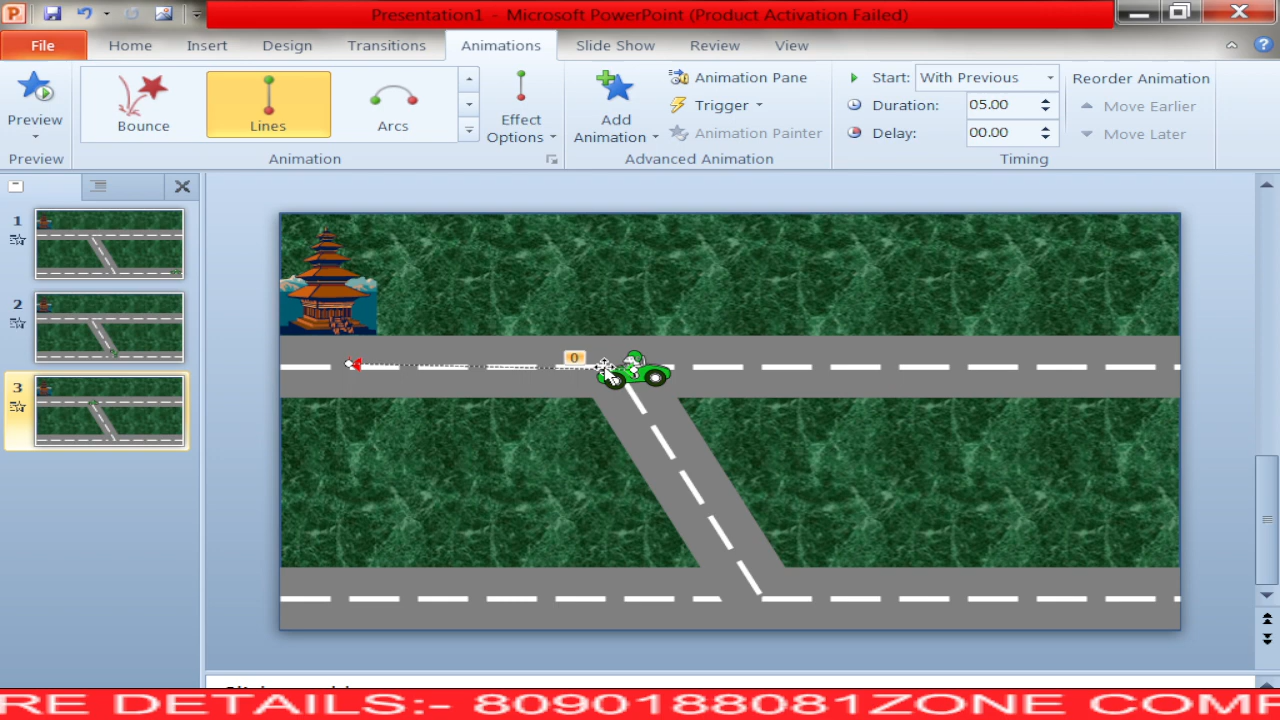 Presentation1 - Microsoft PowerPoint (Product Activation Failed)
File Home Insert Design Transitions Animations Slide Show Review View
Preview
Bounce
Lines
Arcs
Effect Options
Add Animation
Animation Pane
Trigger
Animation Painter
Start: With Previous
Duration: 05.00
Delay: 00.00
Reorder Animation
Move Earlier
Move Later
Preview
Animation
Advanced Animation
Timing
1
2
3
0
RE DETAILS:- 8090188081ZONE COMP